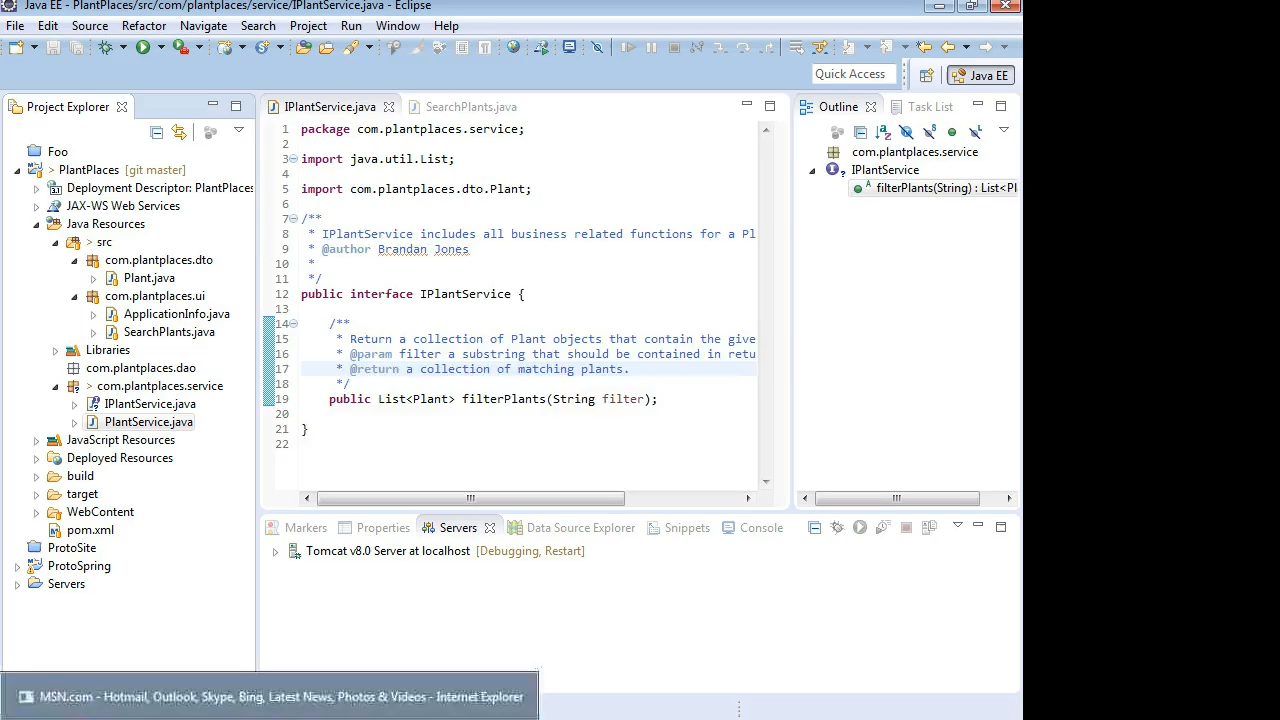 Java EE - PlantPlaces/src/com/plantplaces/service/IPlantService.java - Eclipse
File Edit Source Refactor Navigate Search Project Run Window Help
Quick Access
Java EE
Project Explorer
Foo
> PlantPlaces [git master]
Deployment Descriptor: PlantPlaces
JAX-WS Web Services
Java Resources
> src
com.plantplaces.dto
Plant.java
com.plantplaces.ui
ApplicationInfo.java
SearchPlants.java
Libraries
com.plantplaces.dao
> com.plantplaces.service
IPlantService.java
PlantService.java
JavaScript Resources
Deployed Resources
build
target
WebContent
pom.xml
ProtoSite
ProtoSpring
Servers
IPlantService.java SearchPlants.java
1 package com.plantplaces.service;
2
3 import java.util.List;
4
5 import com.plantplaces.dto.Plant;
6
7 /**
8 * IPlantService includes all business related functions for a Pl
9 * @author Brandan Jones
10 *
11 */
12 public interface IPlantService {
13
14 /**
15 * Return a collection of Plant objects that contain the give
16 * @param filter a substring that should be contained in retu
17 * @return a collection of matching plants.
18 */
19 public List<Plant> filterPlants(String filter);
20
21 }
22
Outline Task List
com.plantplaces.service
IPlantService
filterPlants(String) : List<Pl
Markers Properties Servers Data Source Explorer Snippets Console
Tomcat v8.0 Server at localhost [Debugging, Restart]
MSN.com - Hotmail, Outlook, Skype, Bing, Latest News, Photos & Videos - Internet Explorer